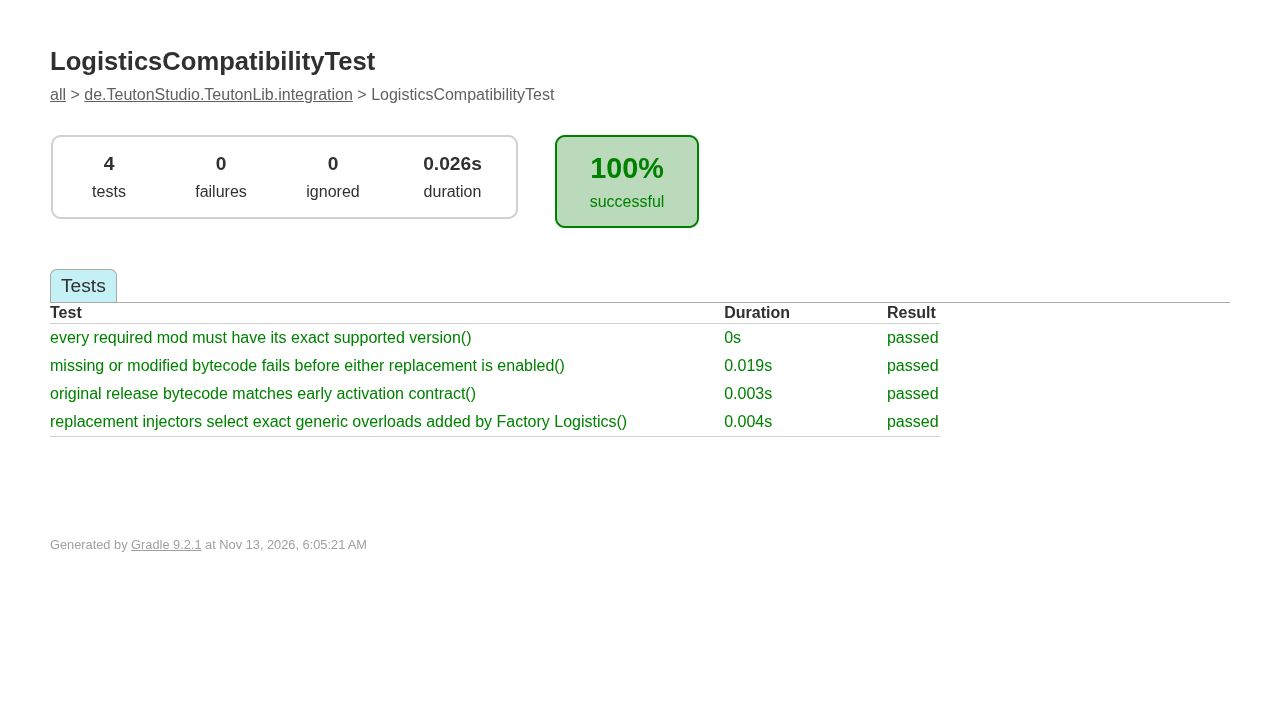 LogisticsCompatibilityTest
all > de.TeutonStudio.TeutonLib.integration > LogisticsCompatibilityTest
4 0 0 0.026s
tests failures ignored duration
100%
successful
Tests
Test Duration Result
every required mod must have its exact supported version() 0s passed
missing or modified bytecode fails before either replacement is enabled() 0.019s passed
original release bytecode matches early activation contract() 0.003s passed
replacement injectors select exact generic overloads added by Factory Logistics() 0.004s passed
Generated by Gradle 9.2.1 at Nov 13, 2026, 6:05:21 AM